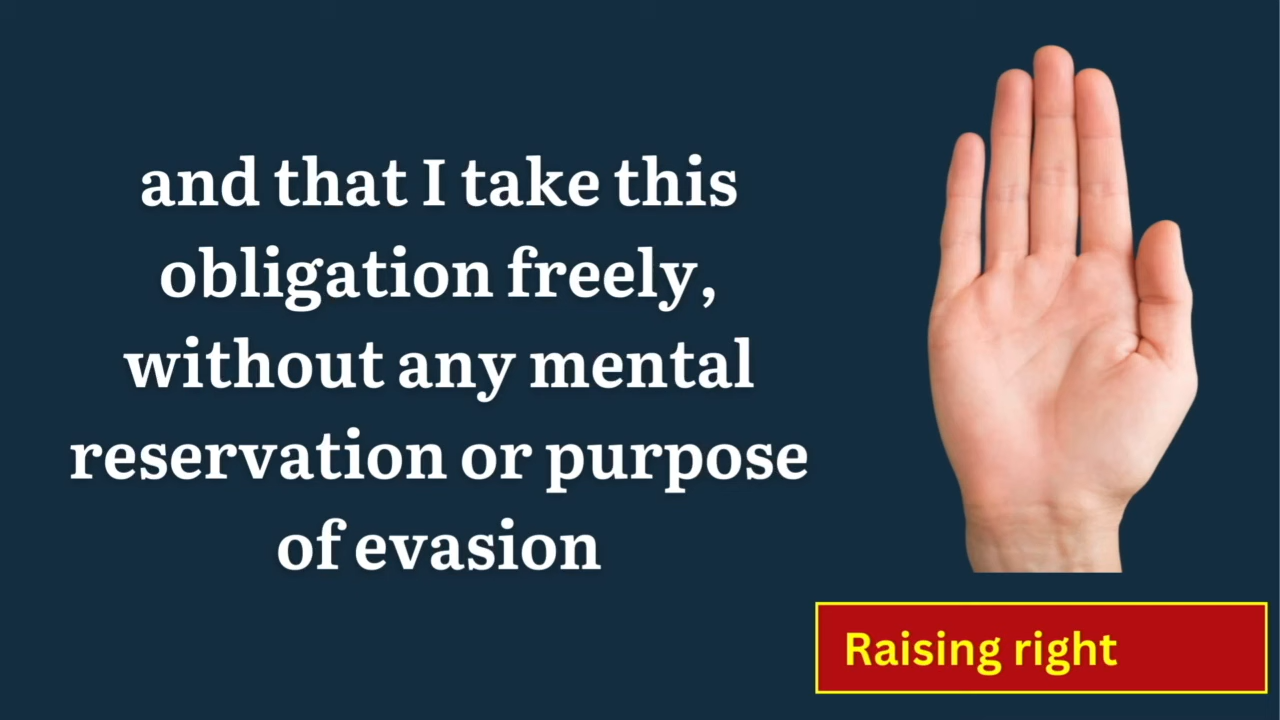 and that I take this
obligation freely,
without any mental
reservation or purpose
of evasion
Raising right